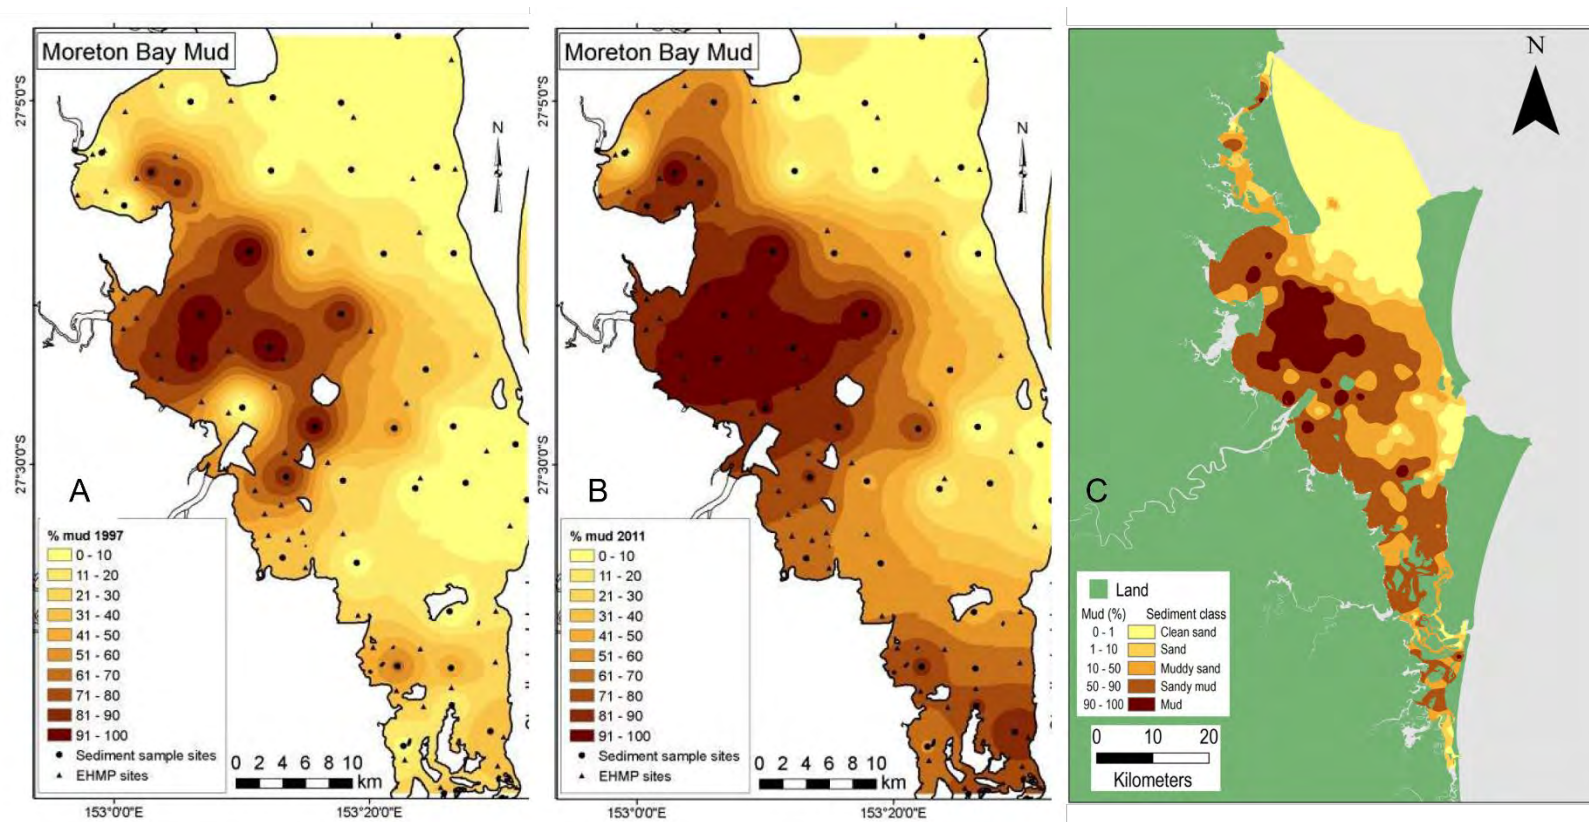 Moreton Bay Mud
27°5'0"S
N
27°30'0"S
A
% mud 1997
0 - 10
11 - 20
21 - 30
31 - 40
41 - 50
51 - 60
61 - 70
71 - 80
81 - 90
91 - 100
Sediment sample sites
EHMP sites
0 2 4 6 8 10
km
153°0'0"E
153°20'0"E
Moreton Bay Mud
27°5'0"S
N
27°30'0"S
B
% mud 2011
0 - 10
11 - 20
21 - 30
31 - 40
41 - 50
51 - 60
61 - 70
71 - 80
81 - 90
91 - 100
Sediment sample sites
EHMP sites
0 2 4 6 8 10
km
153°0'0"E
153°20'0"E
N
C
Land
Mud (%) Sediment class
0 - 1 Clean sand
1 - 10 Sand
10 - 50 Muddy sand
50 - 90 Sandy mud
90 - 100 Mud
0 10 20
Kilometers